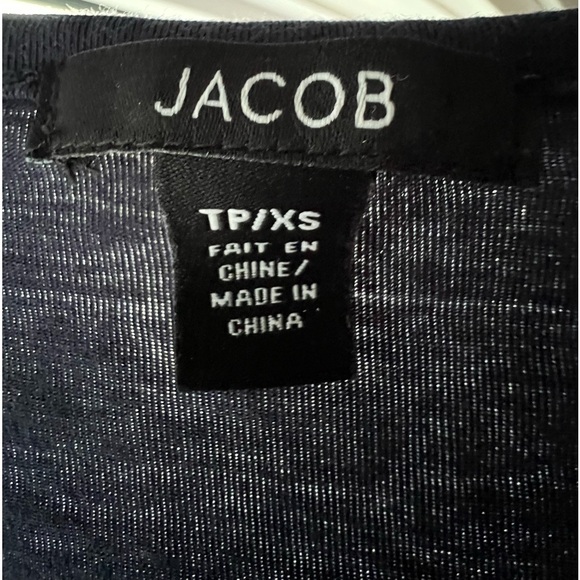 JACOB
TP/XS
FAIT EN
CHINE/
MADE IN
CHINA